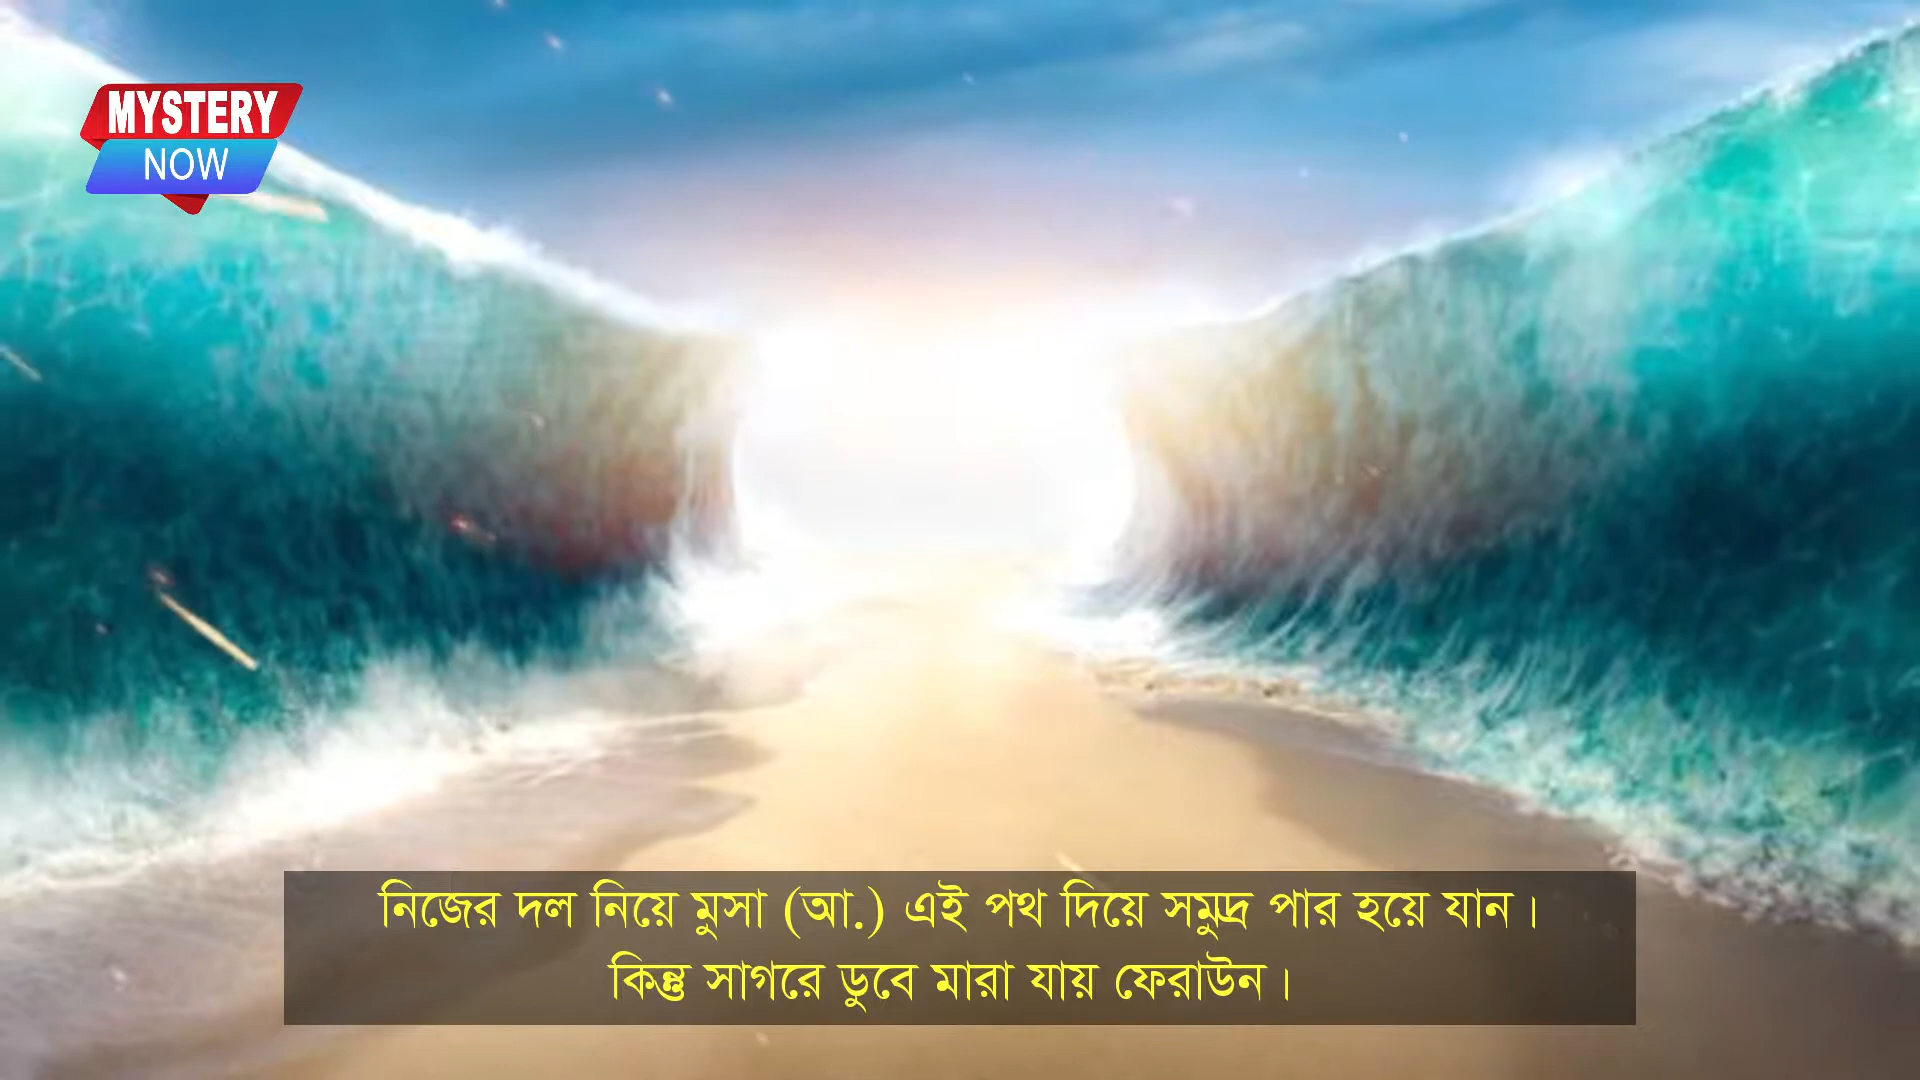 MYSTERY
NOW
নিজের দল নিয়ে মুসা (আ.) এই পথ দিয়ে সমুদ্র পার হয়ে যান।
কিন্তু সাগরে ডুবে মারা যায় ফেরাউন।